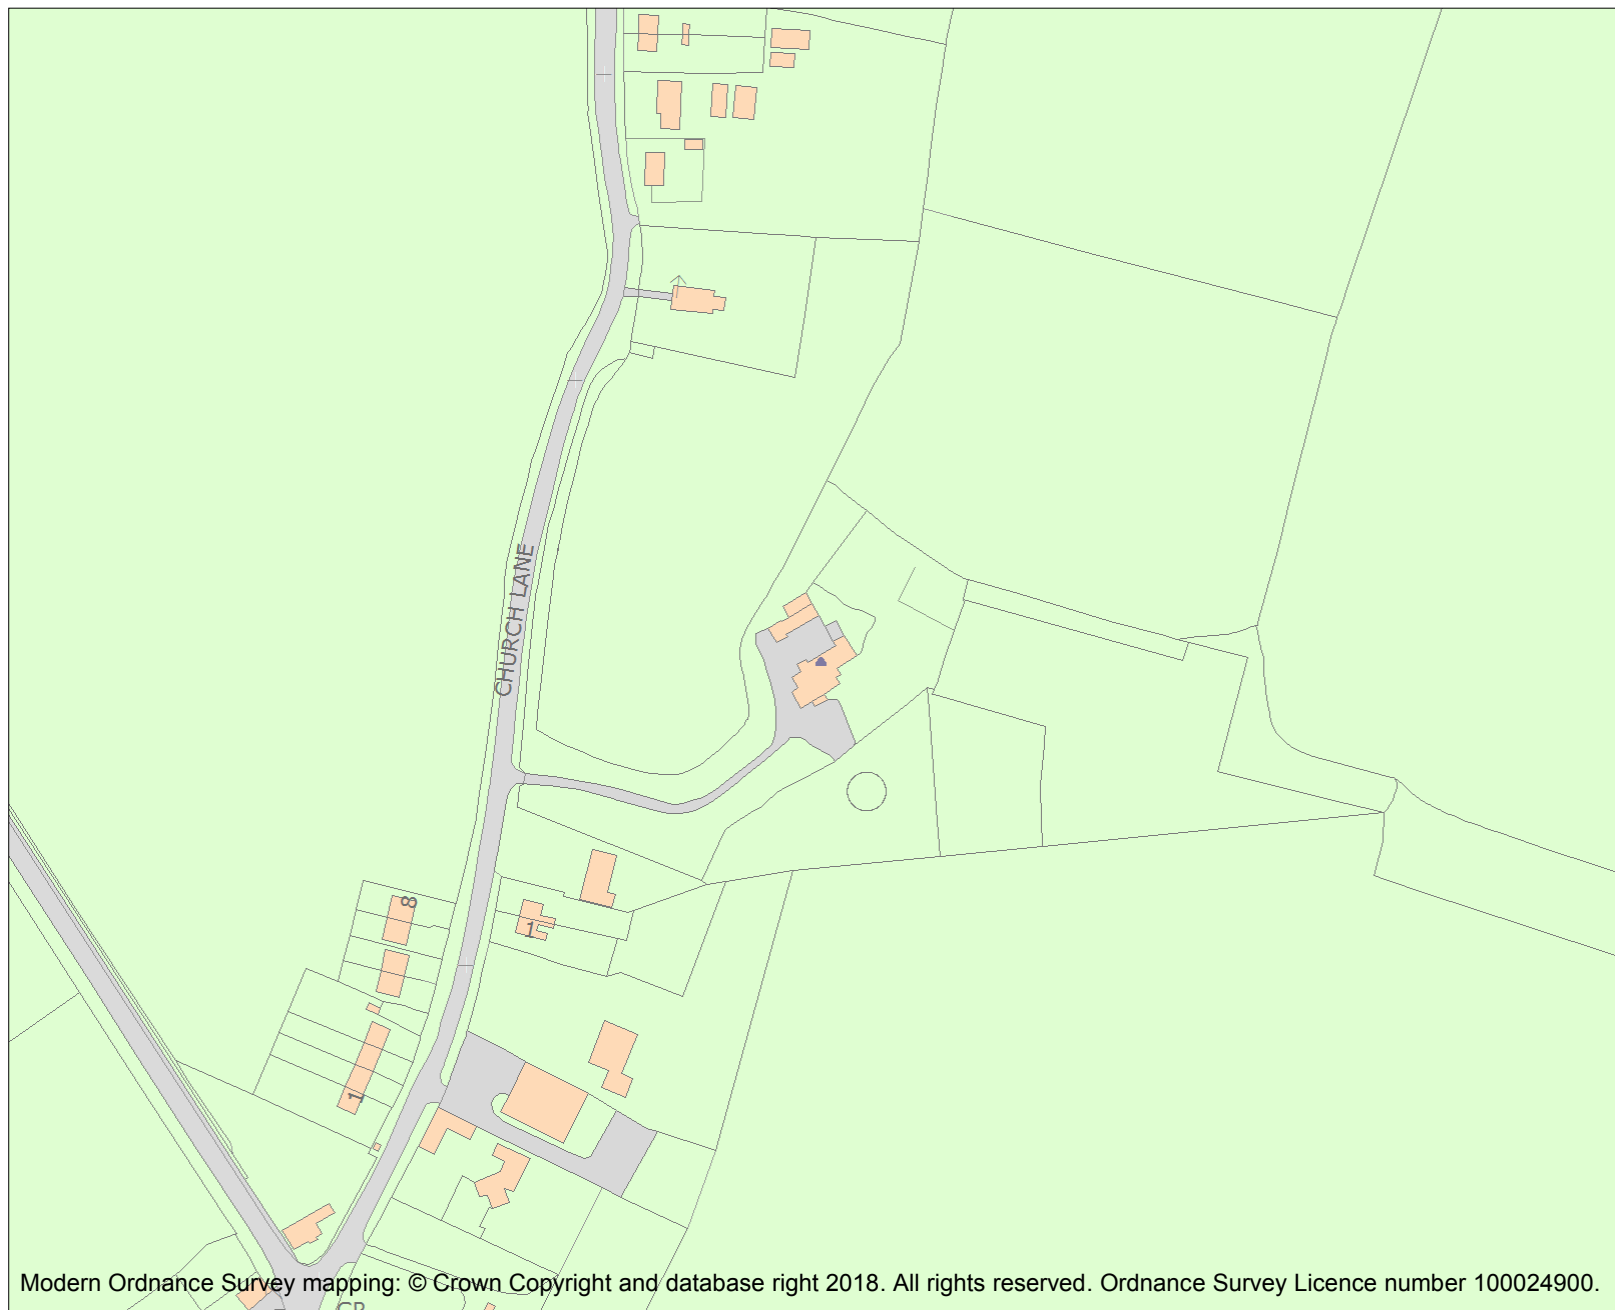 CHURCH LANE
8
1
1
Modern Ordnance Survey mapping: © Crown Copyright and database right 2018. All rights reserved. Ordnance Survey Licence number 100024900.